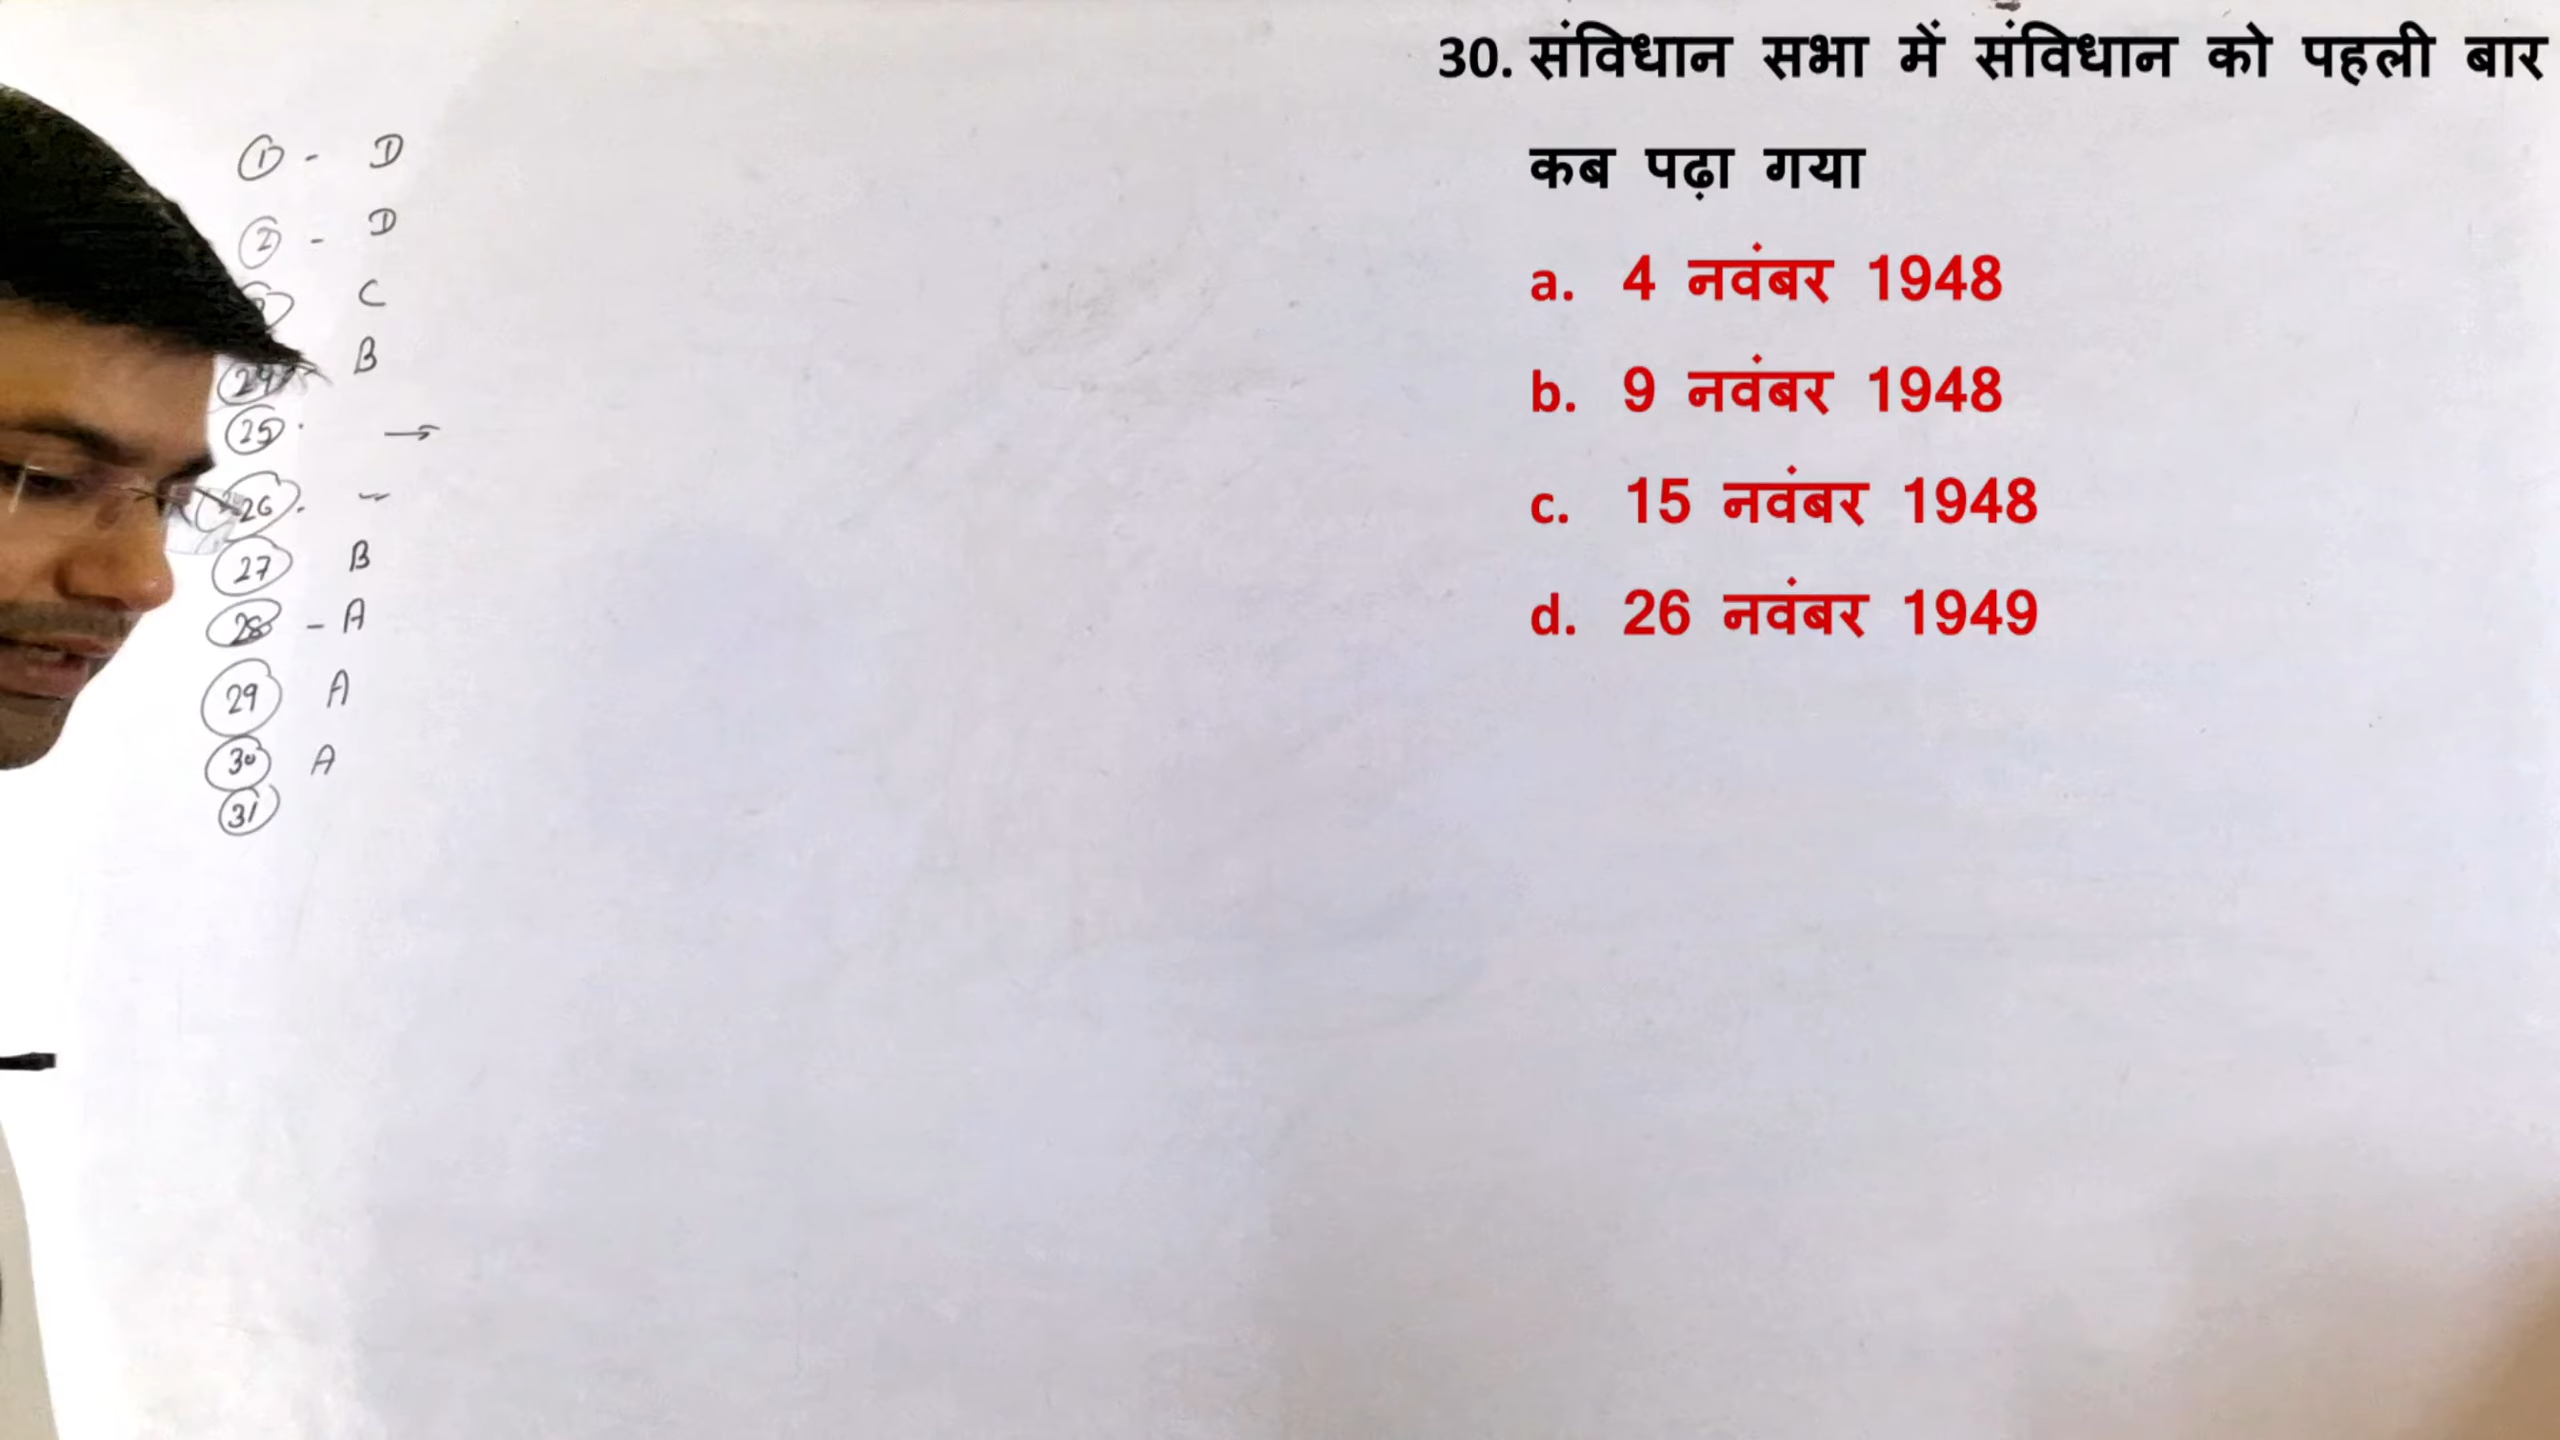 30. संविधान सभा में संविधान को पहली बार
कब पढ़ा गया
a. 4 नवंबर 1948
b. 9 नवंबर 1948
c. 15 नवंबर 1948
d. 26 नवंबर 1949
1 - D
2 - D
C
24 B
25. →
26.
27 B
28 - A
29 A
30 A
31